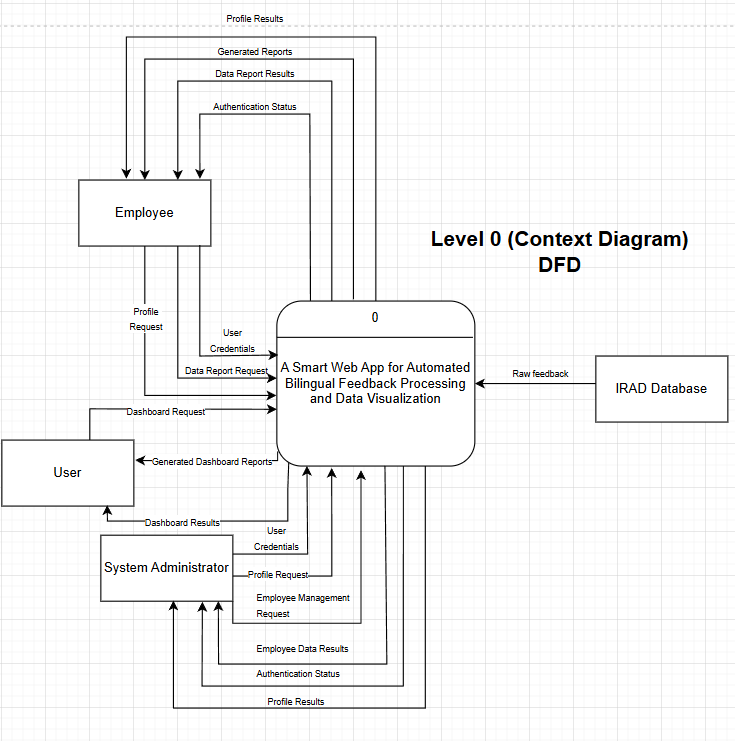 Profile Results
Generated Reports
Data Report Results
Authentication Status
Employee
Level 0 (Context Diagram)
DFD
Profile
Request
0
User
Credentials
A Smart Web App for Automated
Bilingual Feedback Processing
and Data Visualization
Data Report Request
Raw feedback
IRAD Database
Dashboard Request
User
Generated Dashboard Reports
Dashboard Results
User
Credentials
System Administrator
Profile Request
Employee Management
Request
Employee Data Results
Authentication Status
Profile Results